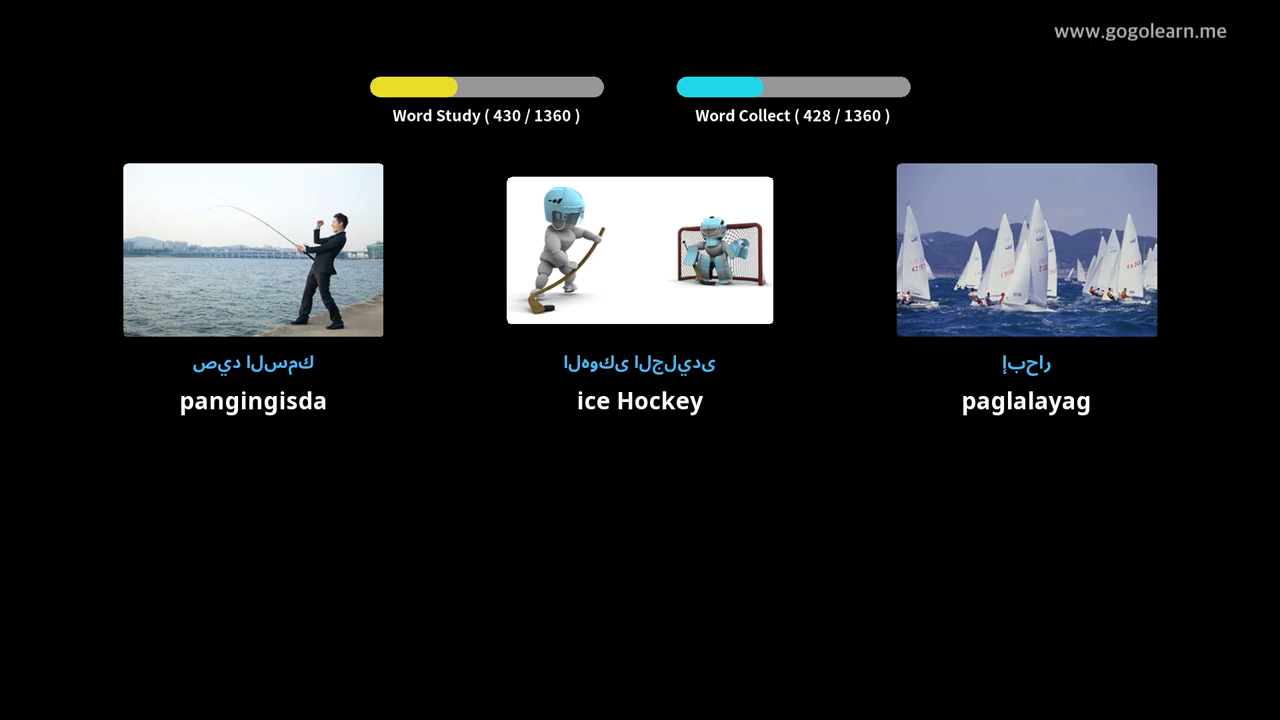 www.gogolearn.me
Word Study ( 430 / 1360 )
Word Collect ( 428 / 1360 )
صيد السمك
pangingisda
الهوكى الجليدى
ice Hockey
إبحار
paglalayag